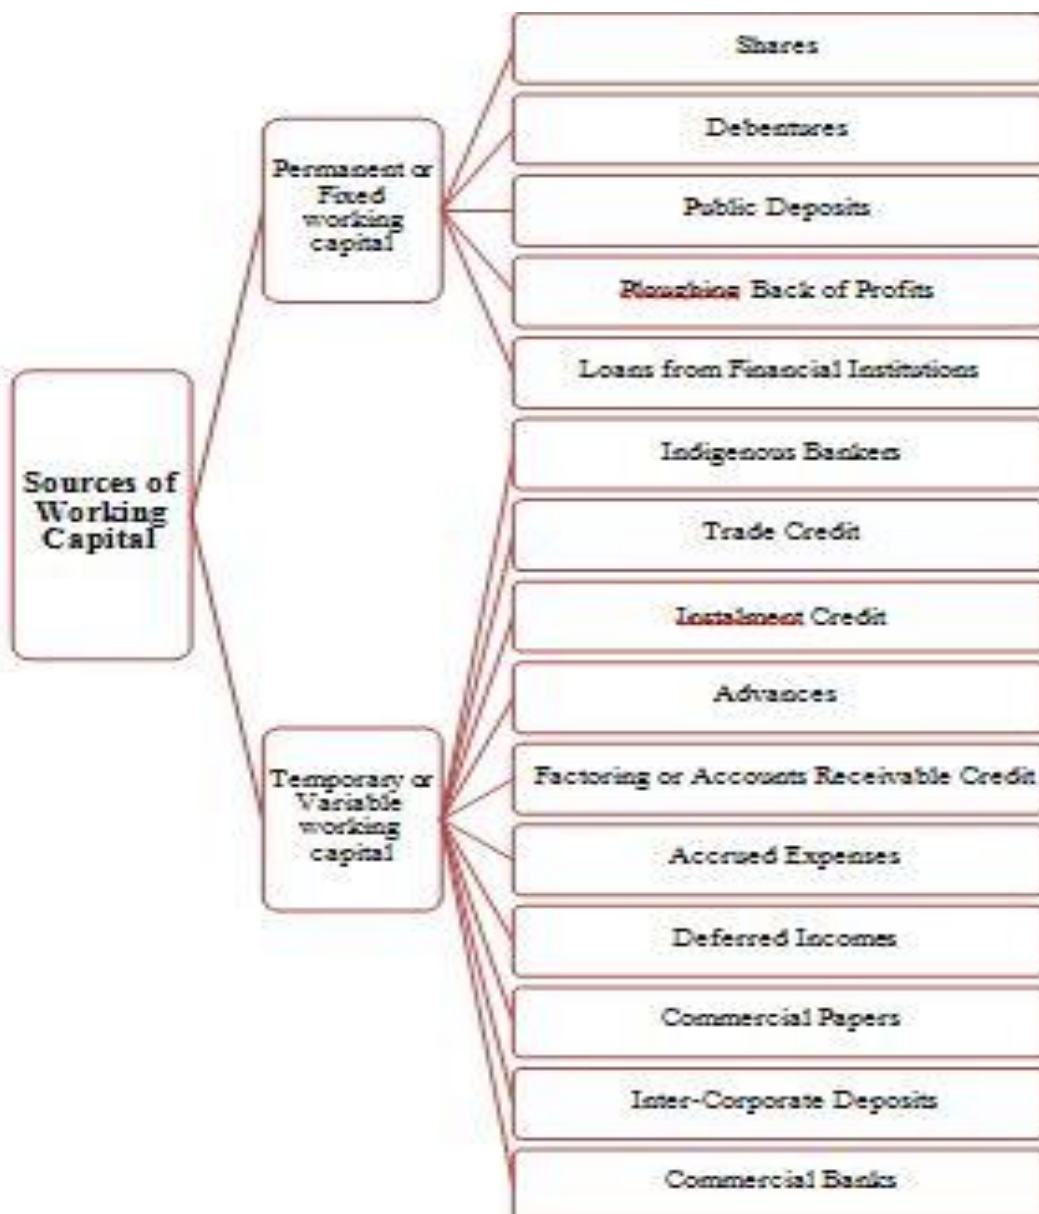 Sources of
Working
Capital
Permanent or
Fixed
working
capital
Shares
Debentures
Public Deposits
Ploughing Back of Profits
Loans from Financial Institutions
Temporary or
Variable
working
capital
Indigenous Bankers
Trade Credit
Instalment Credit
Advances
Factoring or Accounts Receivable Credit
Accrued Expenses
Deferred Incomes
Commercial Papers
Inter-Corporate Deposits
Commercial Banks